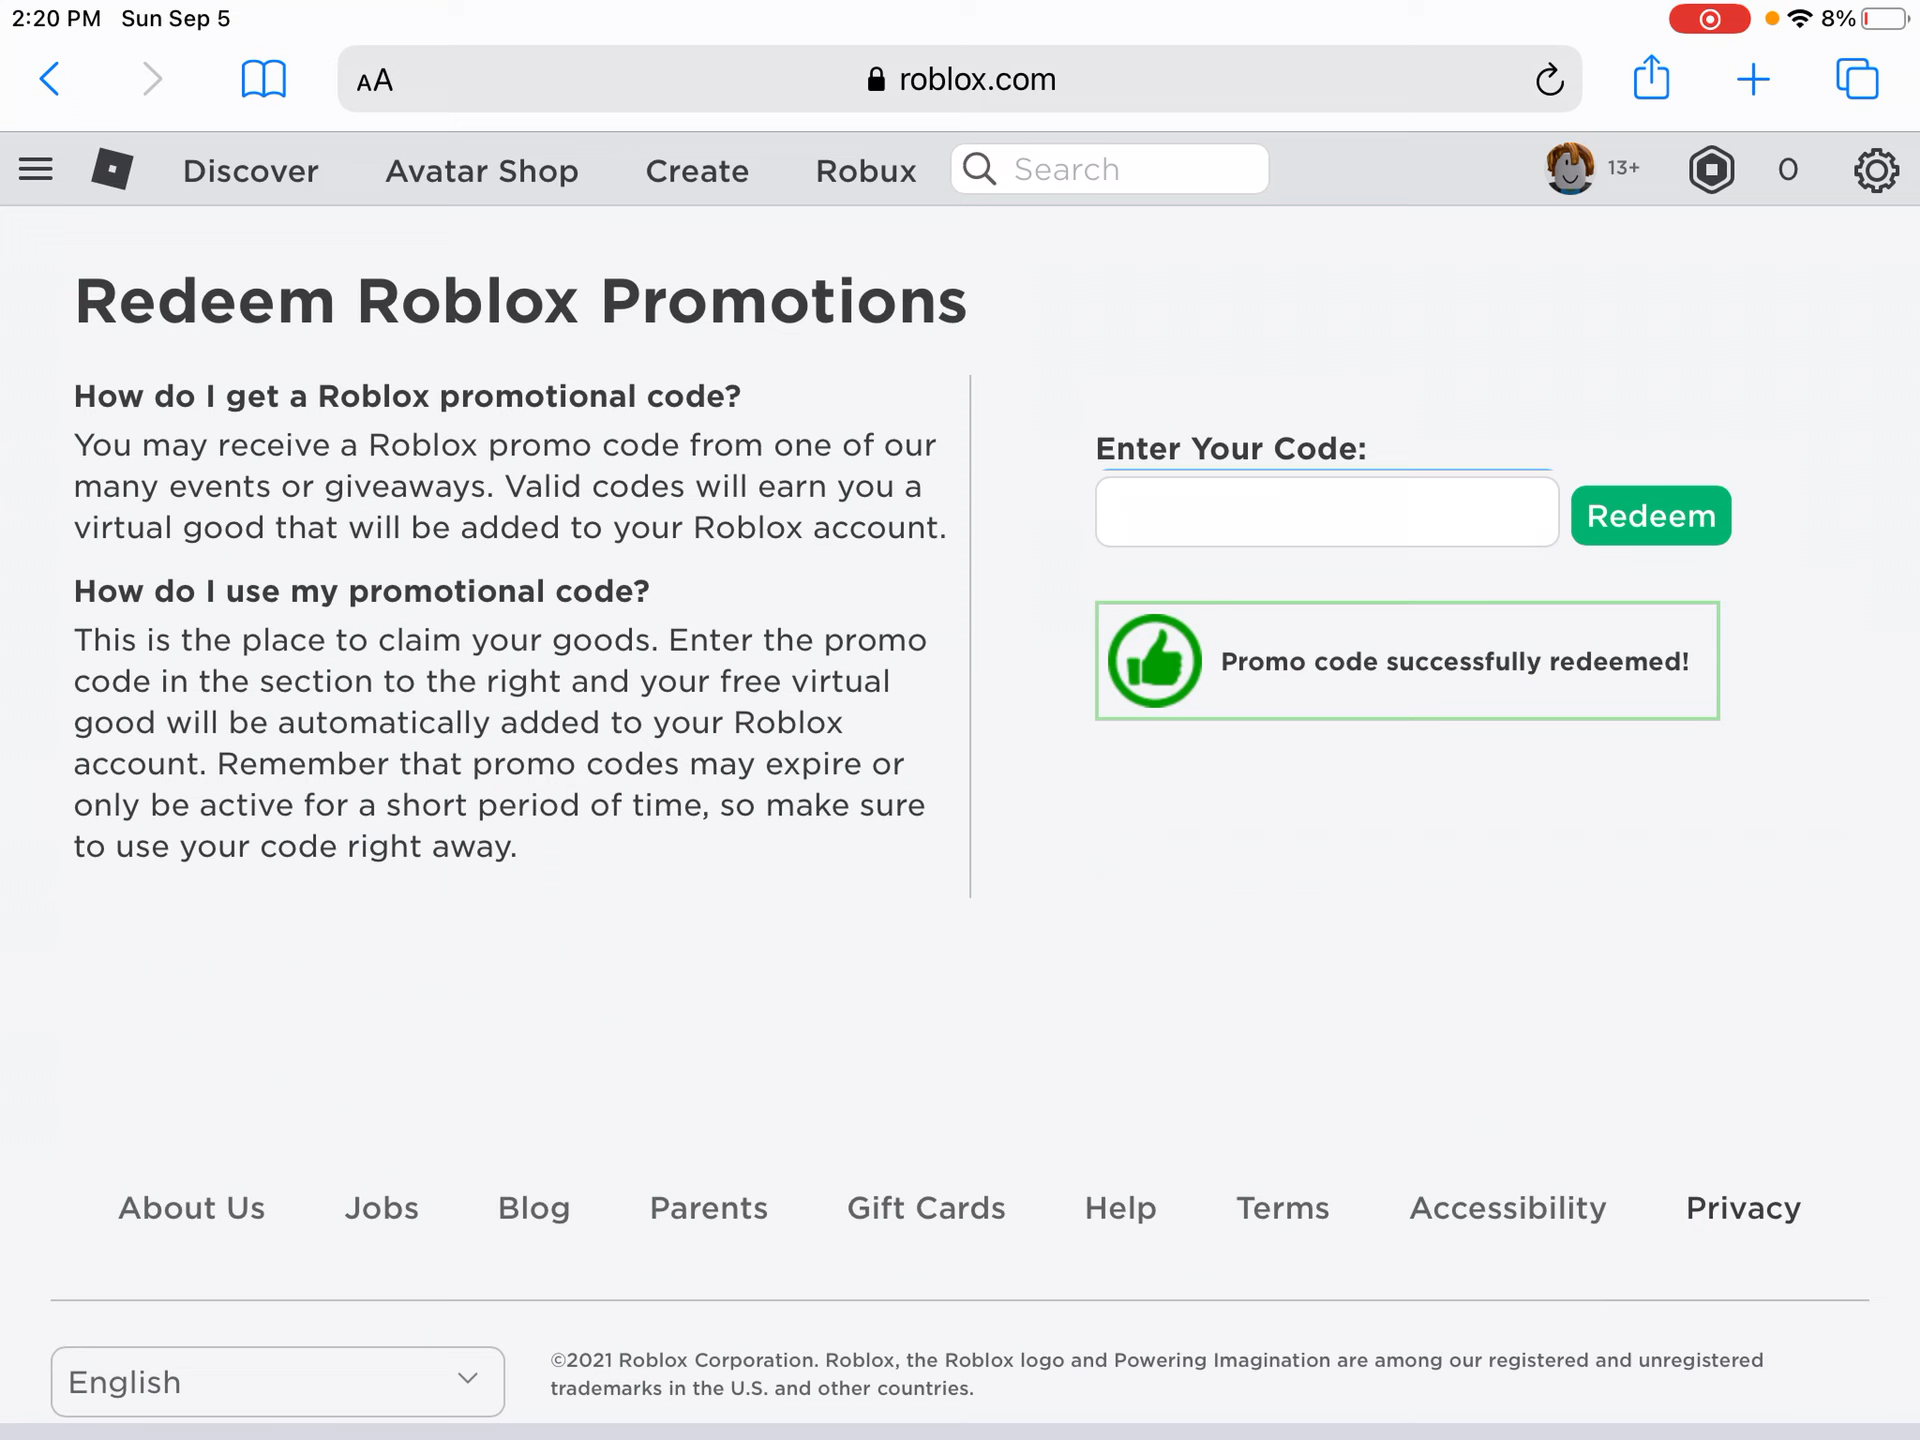 2:20 PM Sun Sep 5
8%
AA
roblox.com
Discover
Avatar Shop
Create
Robux
Search
13+
0
Redeem Roblox Promotions
How do I get a Roblox promotional code?
You may receive a Roblox promo code from one of our
many events or giveaways. Valid codes will earn you a
virtual good that will be added to your Roblox account.
How do I use my promotional code?
This is the place to claim your goods. Enter the promo
code in the section to the right and your free virtual
good will be automatically added to your Roblox
account. Remember that promo codes may expire or
only be active for a short period of time, so make sure
to use your code right away.
Enter Your Code:
Redeem
Promo code successfully redeemed!
About Us
Jobs
Blog
Parents
Gift Cards
Help
Terms
Accessibility
Privacy
English
©2021 Roblox Corporation. Roblox, the Roblox logo and Powering Imagination are among our registered and unregistered
trademarks in the U.S. and other countries.